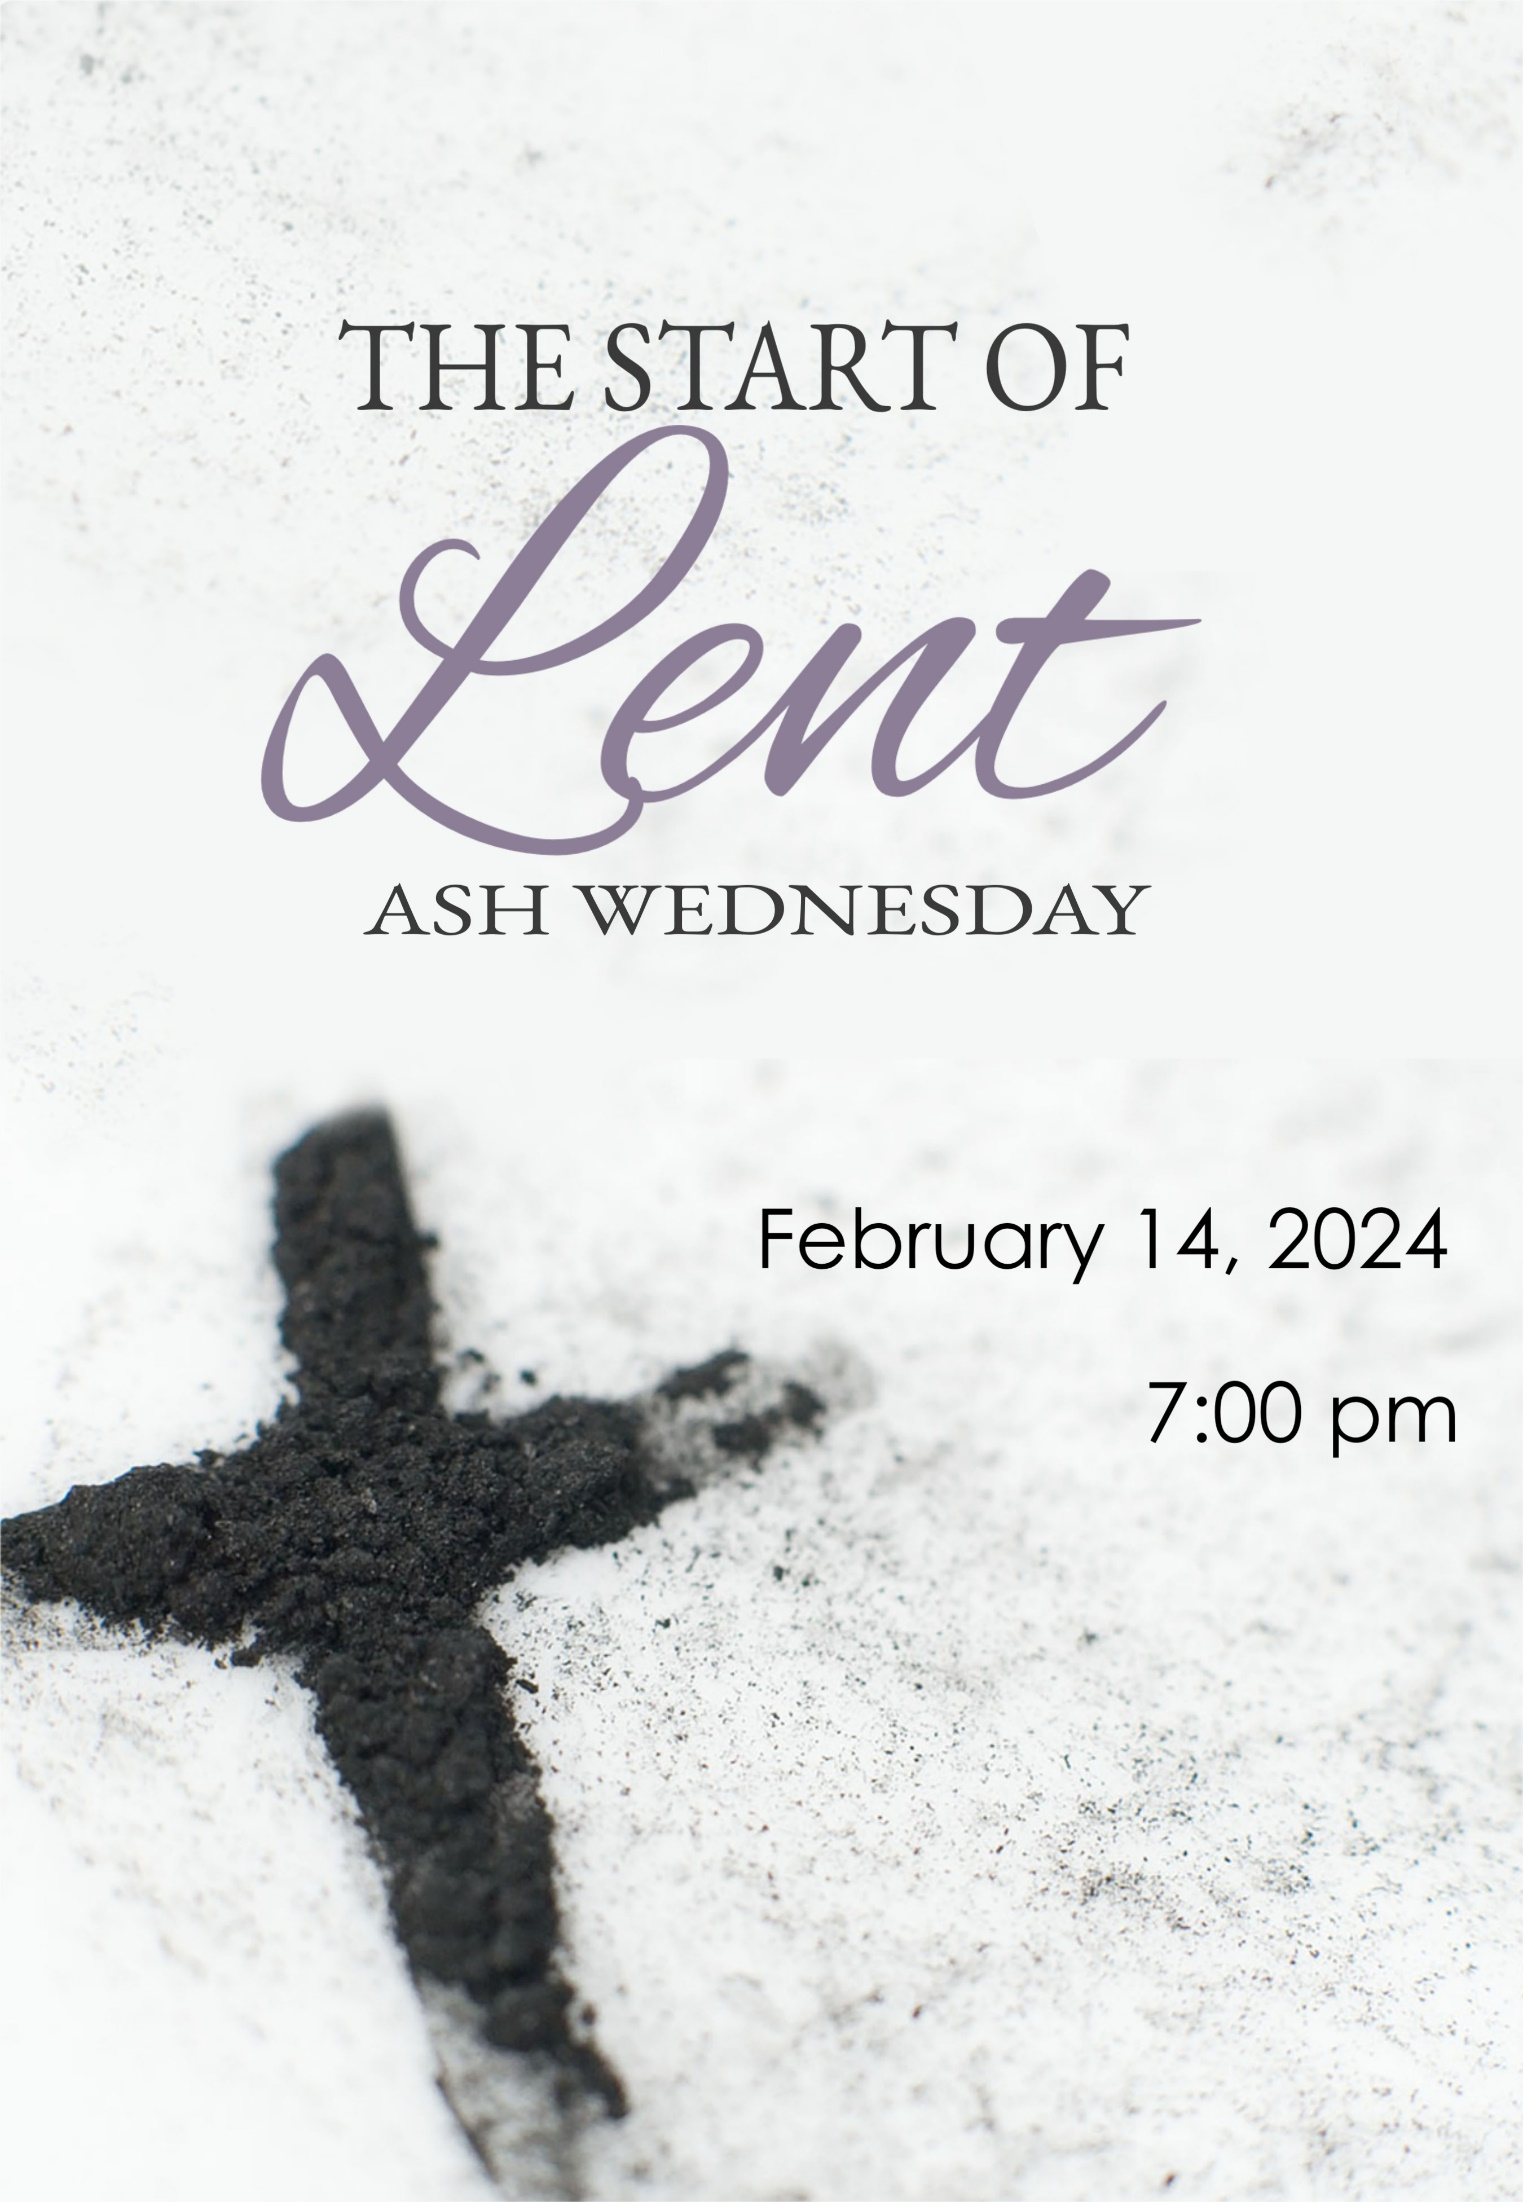 THE START OF
Lent
ASH WEDNESDAY
February 14, 2024
7:00 pm